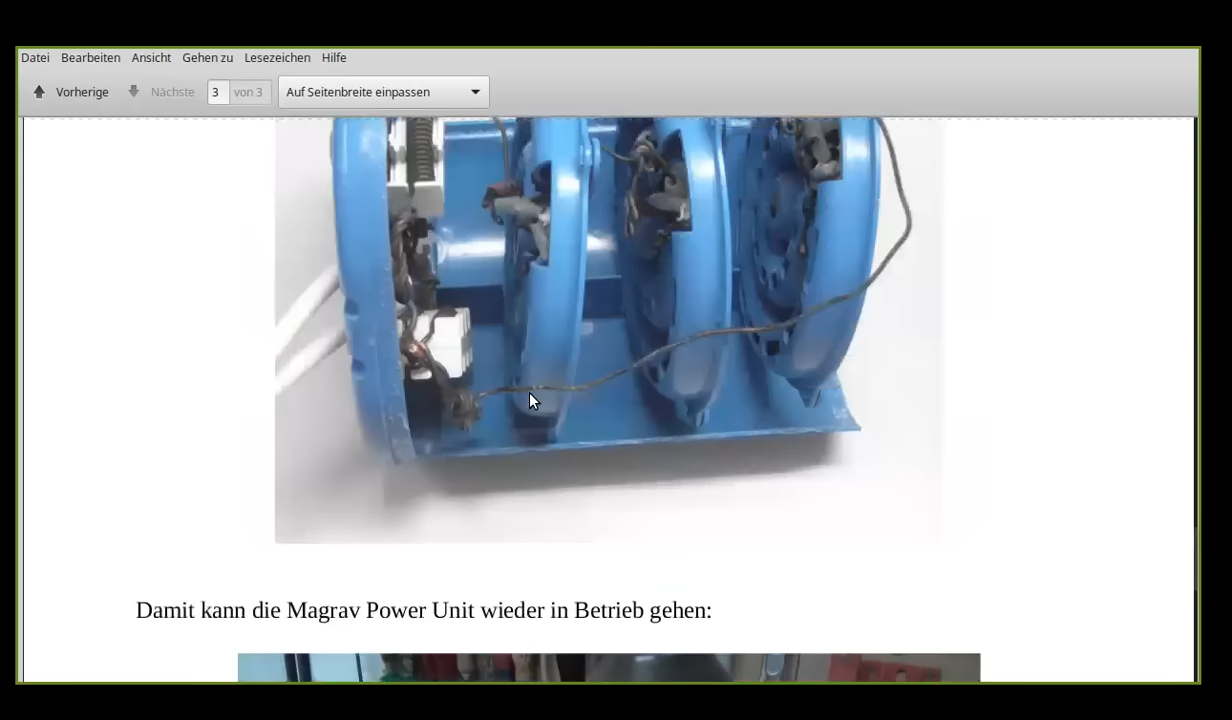 Datei Bearbeiten Ansicht Gehen zu Lesezeichen Hilfe
Vorherige Nächste 3 von 3 Auf Seitenbreite einpassen
Damit kann die Magrav Power Unit wieder in Betrieb gehen: